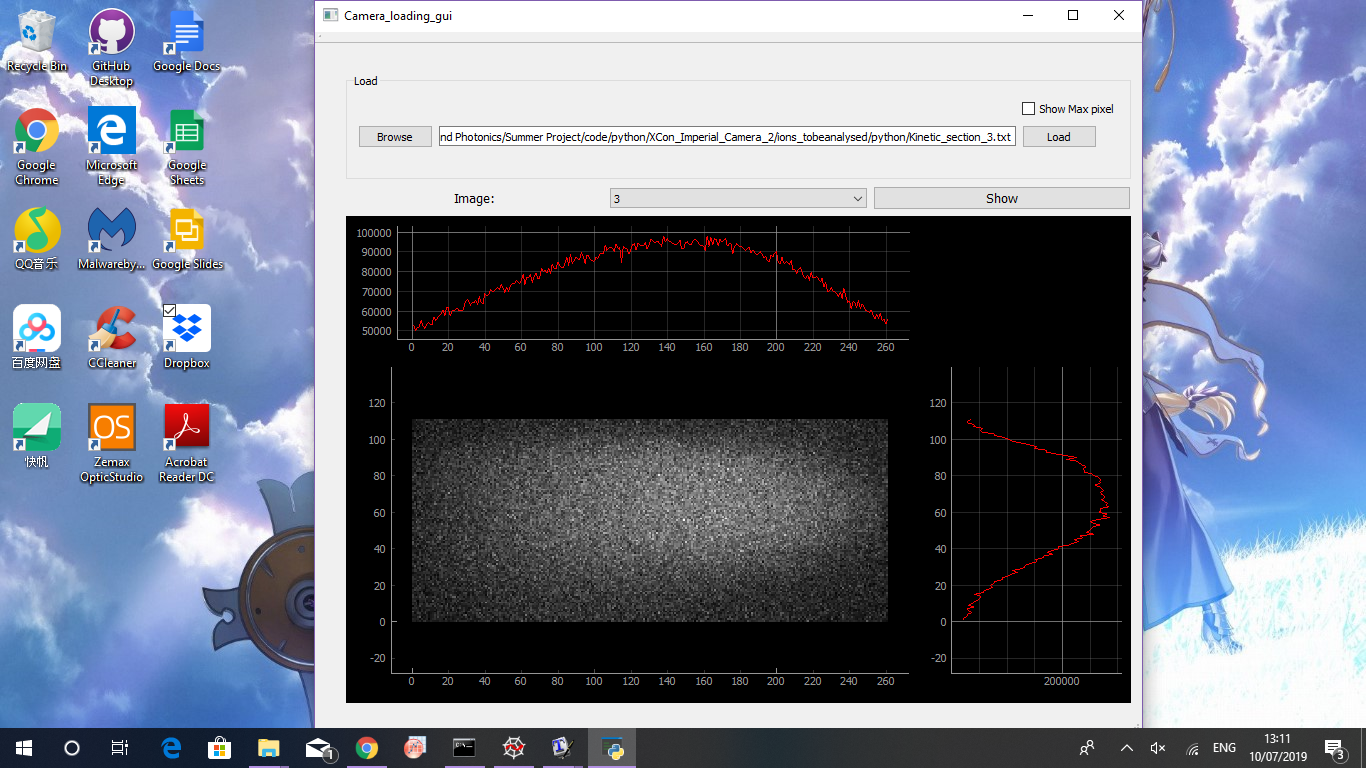 Camera_loading_gui
Recycle Bin
GitHub Desktop
Google Docs
Google Chrome
Microsoft Edge
Google Sheets
QQ音乐
Malwareby...
Google Slides
百度网盘
CCleaner
Dropbox
快帆
OS
Zemax OpticStudio
Acrobat Reader DC
Load
Show Max pixel
Browse
nd Photonics/Summer Project/code/python/XCon_Imperial_Camera_2/ions_tobeanalysed/python/Kinetic_section_3.txt
Load
Image:
3
Show
100000
90000
80000
70000
60000
50000
0 20 40 60 80 100 120 140 160 180 200 220 240 260
120
100
80
60
40
20
0
-20
0 20 40 60 80 100 120 140 160 180 200 220 240 260
120
100
80
60
40
20
0
-20
200000
1
ENG
13:11
10/07/2019
3